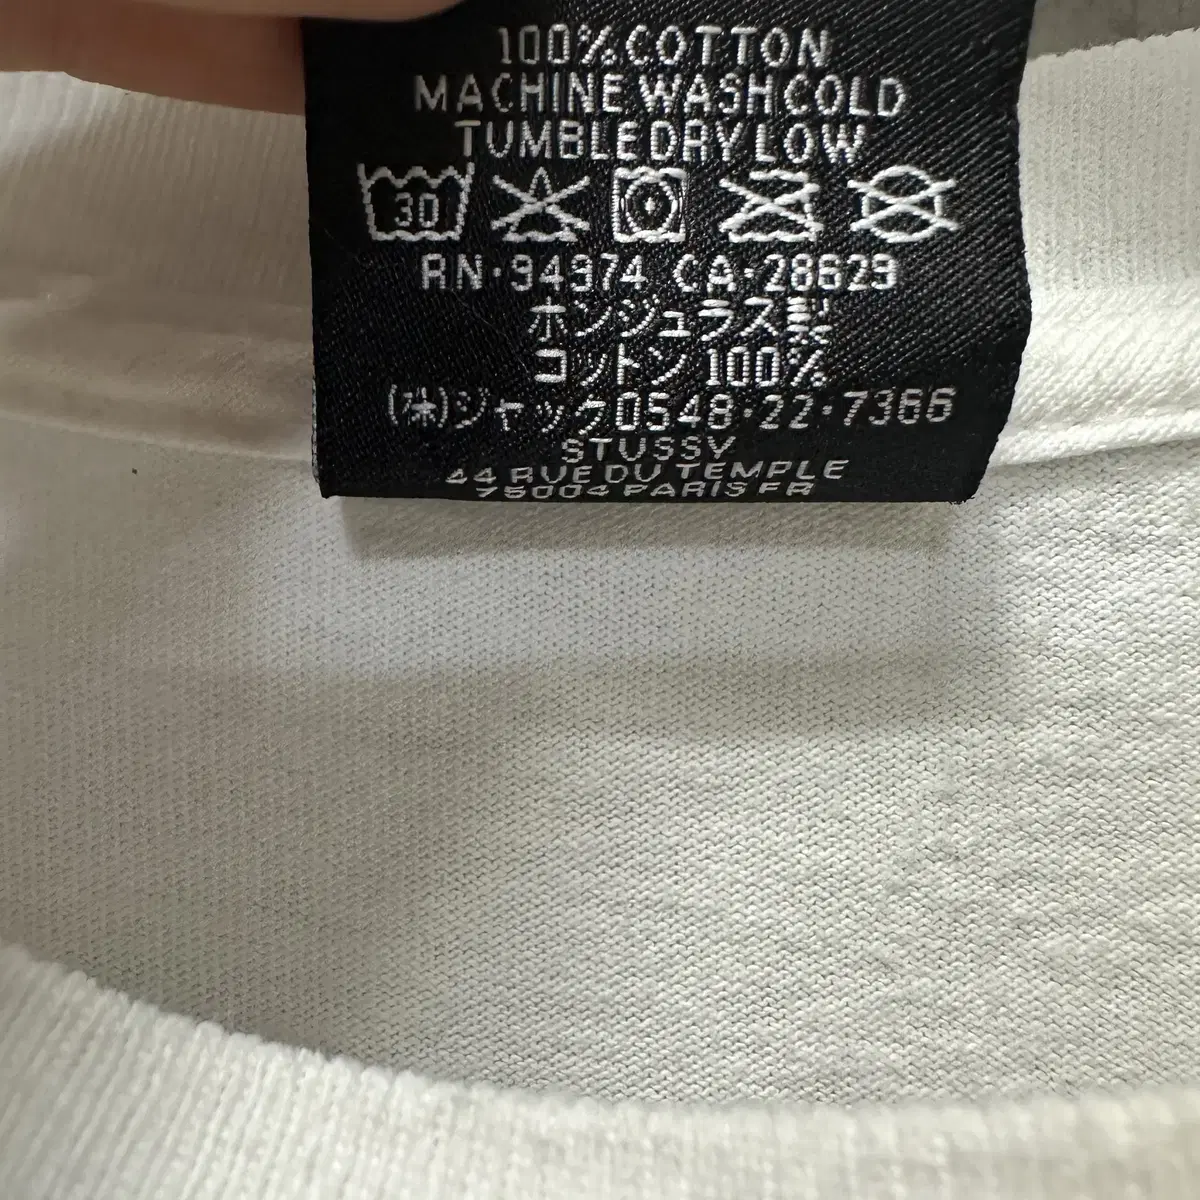 100% COTTON
MACHINE WASH COLD
TUMBLE DRY LOW
30
RN·94974 CA·28629
ホンジュラス製
コットン 100%
(株)ジャック0548·22·7366
STUSSY
44 RUE DU TEMPLE
75004 PARIS FR